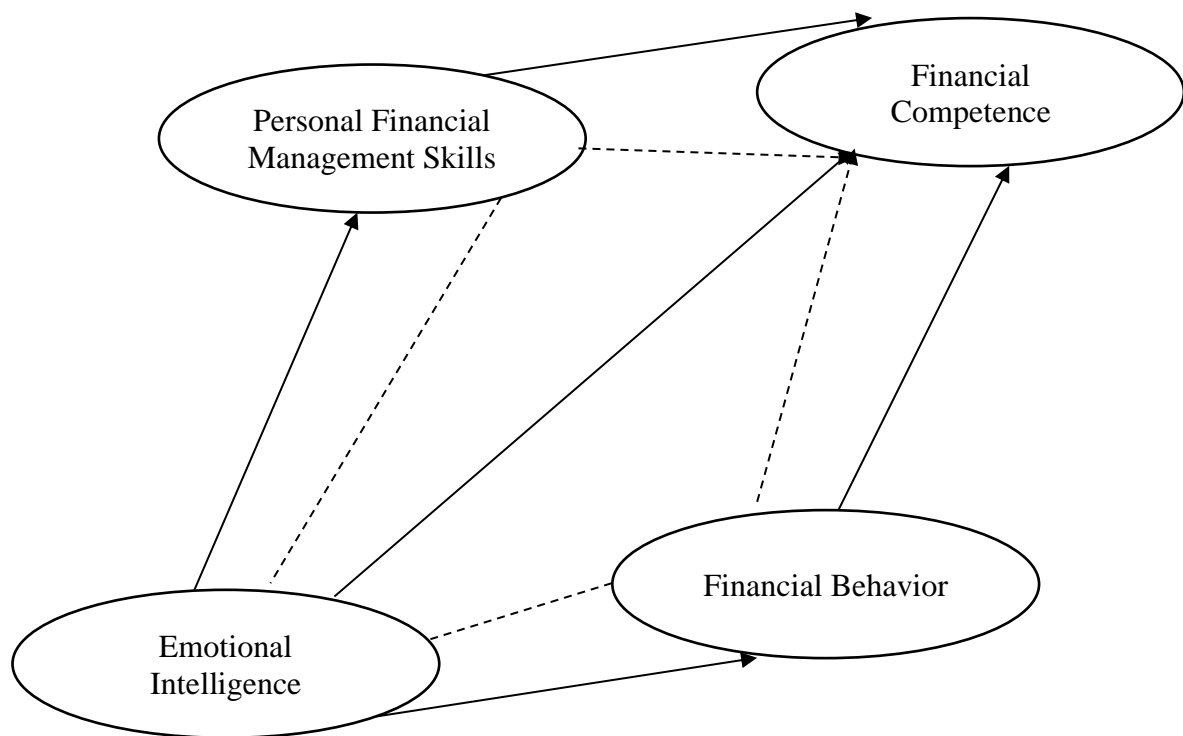 Financial
Competence
Personal Financial
Management Skills
Financial Behavior
Emotional
Intelligence